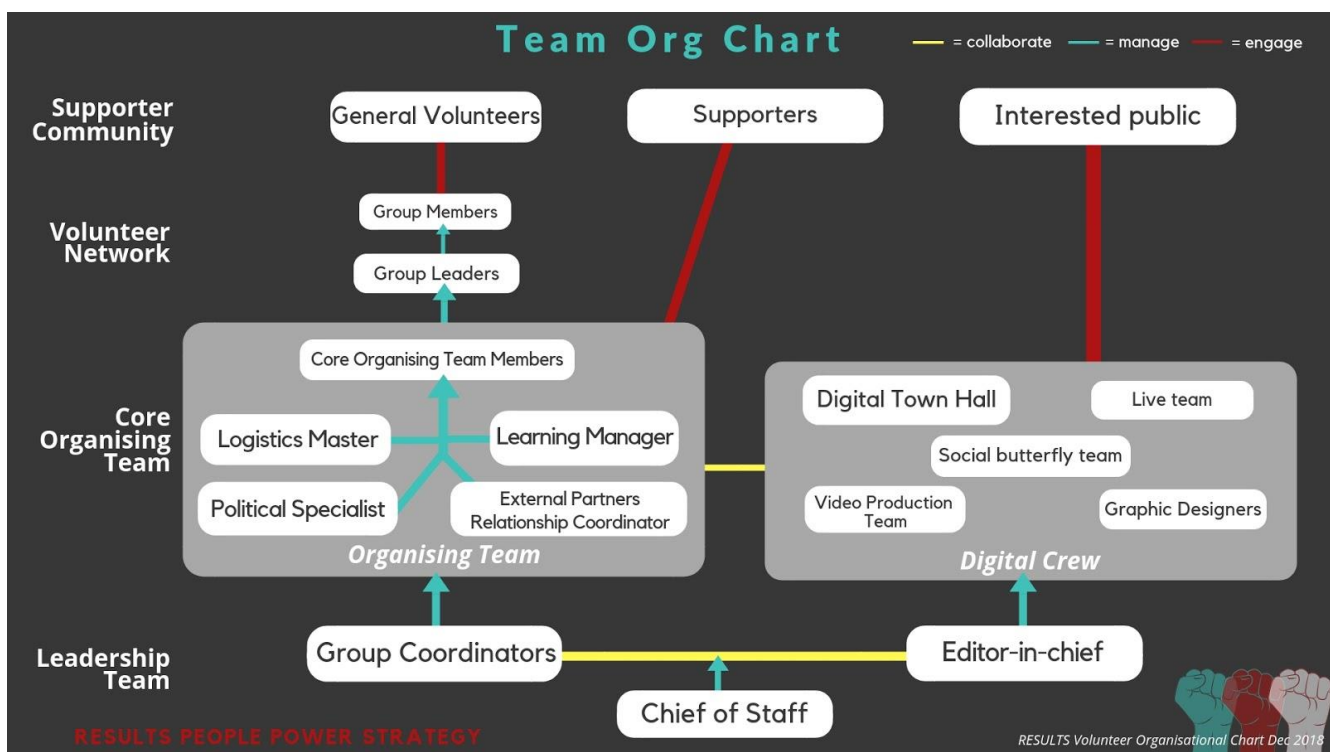 Team Org Chart
= collaborate
= manage
= engage
Supporter
Community
General Volunteers
Supporters
Interested public
Volunteer
Network
Group Members
Group Leaders
Core
Organising
Team
Core Organising Team Members
Logistics Master
Learning Manager
Political Specialist
External Partners
Relationship Coordinator
Organising Team
Digital Town Hall
Live team
Social butterfly team
Video Production
Team
Graphic Designers
Digital Crew
Leadership
Team
Group Coordinators
Editor-in-chief
Chief of Staff
RESULTS PEOPLE POWER STRATEGY
RESULTS Volunteer Organisational Chart Dec 2018